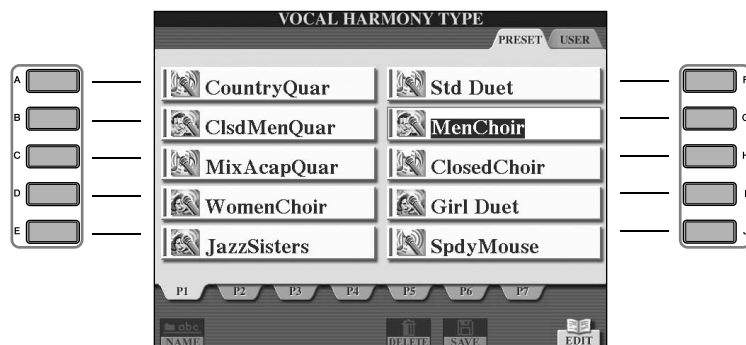 VOCAL HARMONY TYPE
PRESET USER
A CountryQuar Std Duet F
B ClsdMenQuar MenChoir G
C MixAcapQuar ClosedChoir H
D WomenChoir Girl Duet I
E JazzSisters SpdyMouse
P1 P2 P3 P4 P5 P6 P7
abc
NAME DELETE SAVE EDIT